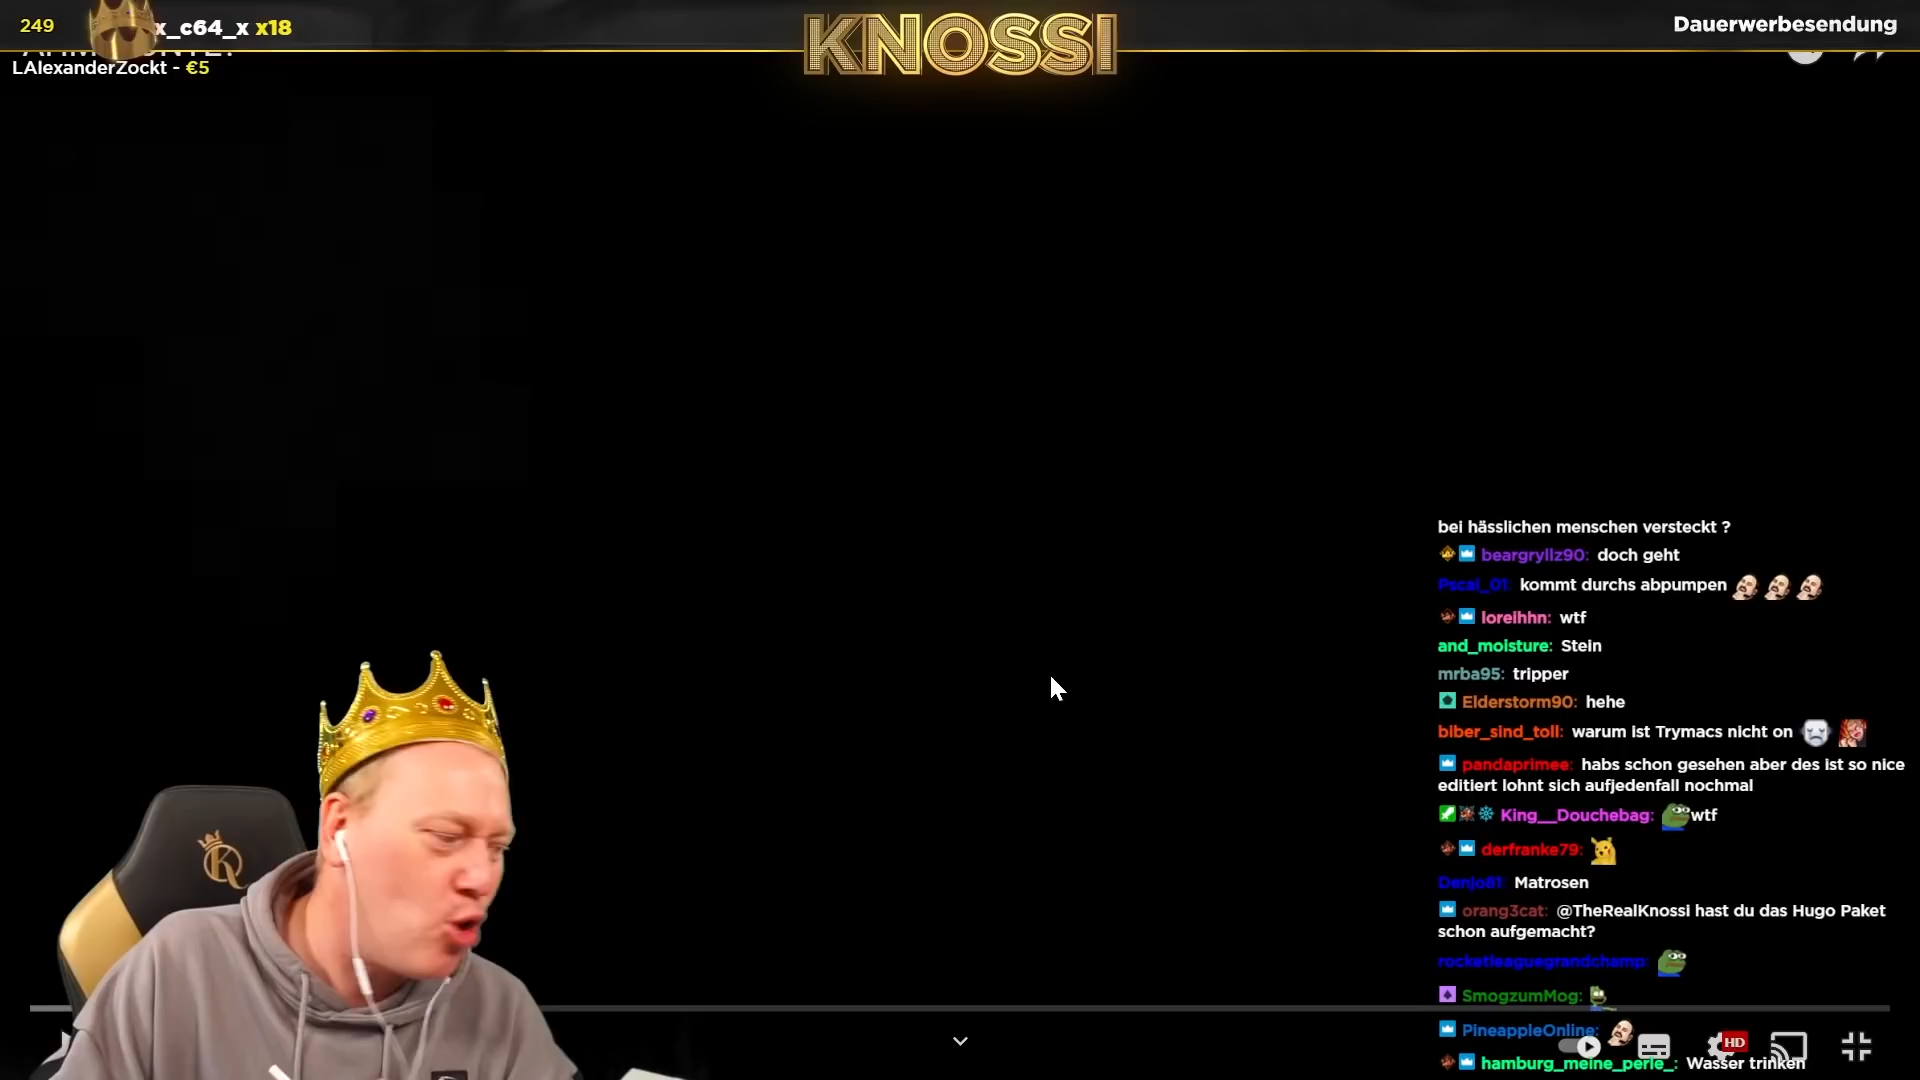 249
x_c64_x x18
KNOSSI
Dauerwerbesendung
LAlexanderZockt - €5
bei hässlichen menschen versteckt ?
beargryllz90: doch geht
Pscal_01: kommt durchs abpumpen
loreihhn: wtf
and_moisture: Stein
mrba95: tripper
Elderstorm90: hehe
biber_sind_toll: warum ist Trymacs nicht on
pandaprimee: habs schon gesehen aber des ist so nice
editiert lohnt sich aufjedenfall nochmal
King__Douchebag: wtf
derfranke79:
Denjo81: Matrosen
orang3cat: @TheRealKnossi hast du das Hugo Paket
schon aufgemacht?
rocketleaguegrandchamp:
SmogzumMog:
PineappleOnline:
HD
hamburg_meine_perle_: Wasser trinken